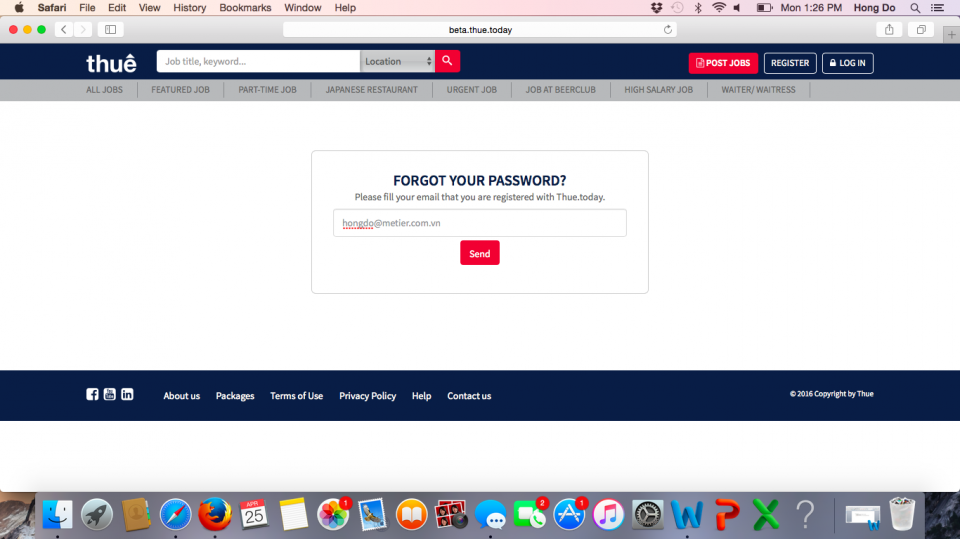 Safari File Edit View History Bookmarks Window Help Mon 1:26 PM Hong Do
beta.thue.today
thuê Job title, keyword... Location POST JOBS REGISTER LOG IN
ALL JOBS FEATURED JOB PART-TIME JOB JAPANESE RESTAURANT URGENT JOB JOB AT BEERCLUB HIGH SALARY JOB WAITER/ WAITRESS
FORGOT YOUR PASSWORD?
Please fill your email that you are registered with Thue.today.
hongdo@metier.com.vn
Send
About us Packages Terms of Use Privacy Policy Help Contact us © 2016 Copyright by Thue
APR 25 1 2 1